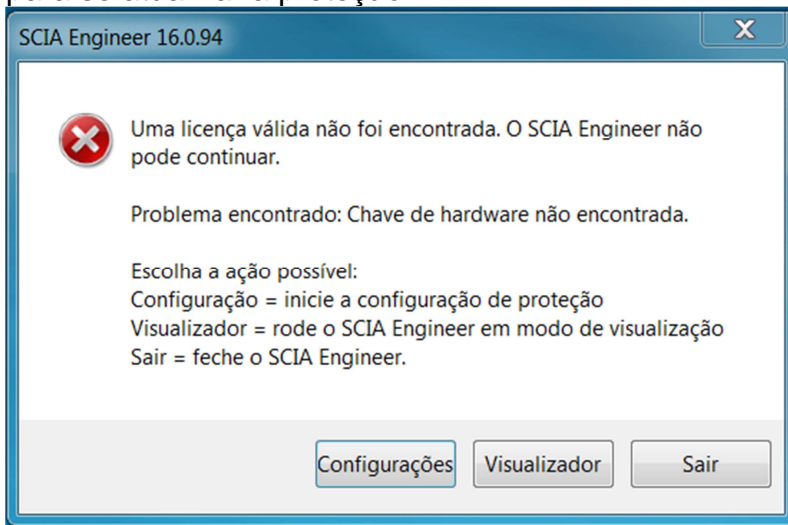 SCIA Engineer 16.0.94
Uma licença válida não foi encontrada. O SCIA Engineer não
pode continuar.
Problema encontrado: Chave de hardware não encontrada.
Escolha a ação possível:
Configuração = inicie a configuração de proteção
Visualizador = rode o SCIA Engineer em modo de visualização
Sair = feche o SCIA Engineer.
Configurações Visualizador Sair